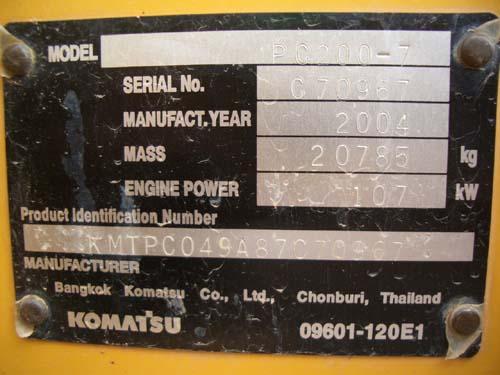 MODEL PC200-7
SERIAL No. C70967
MANUFACT.YEAR 2004
MASS 20785 kg
ENGINE POWER 107 kW
Product Identification Number
KMTPC049A87C70967
MANUFACTURER
Bangkok Komatsu Co., Ltd., Chonburi, Thailand
KOMATSU 09601-120E1